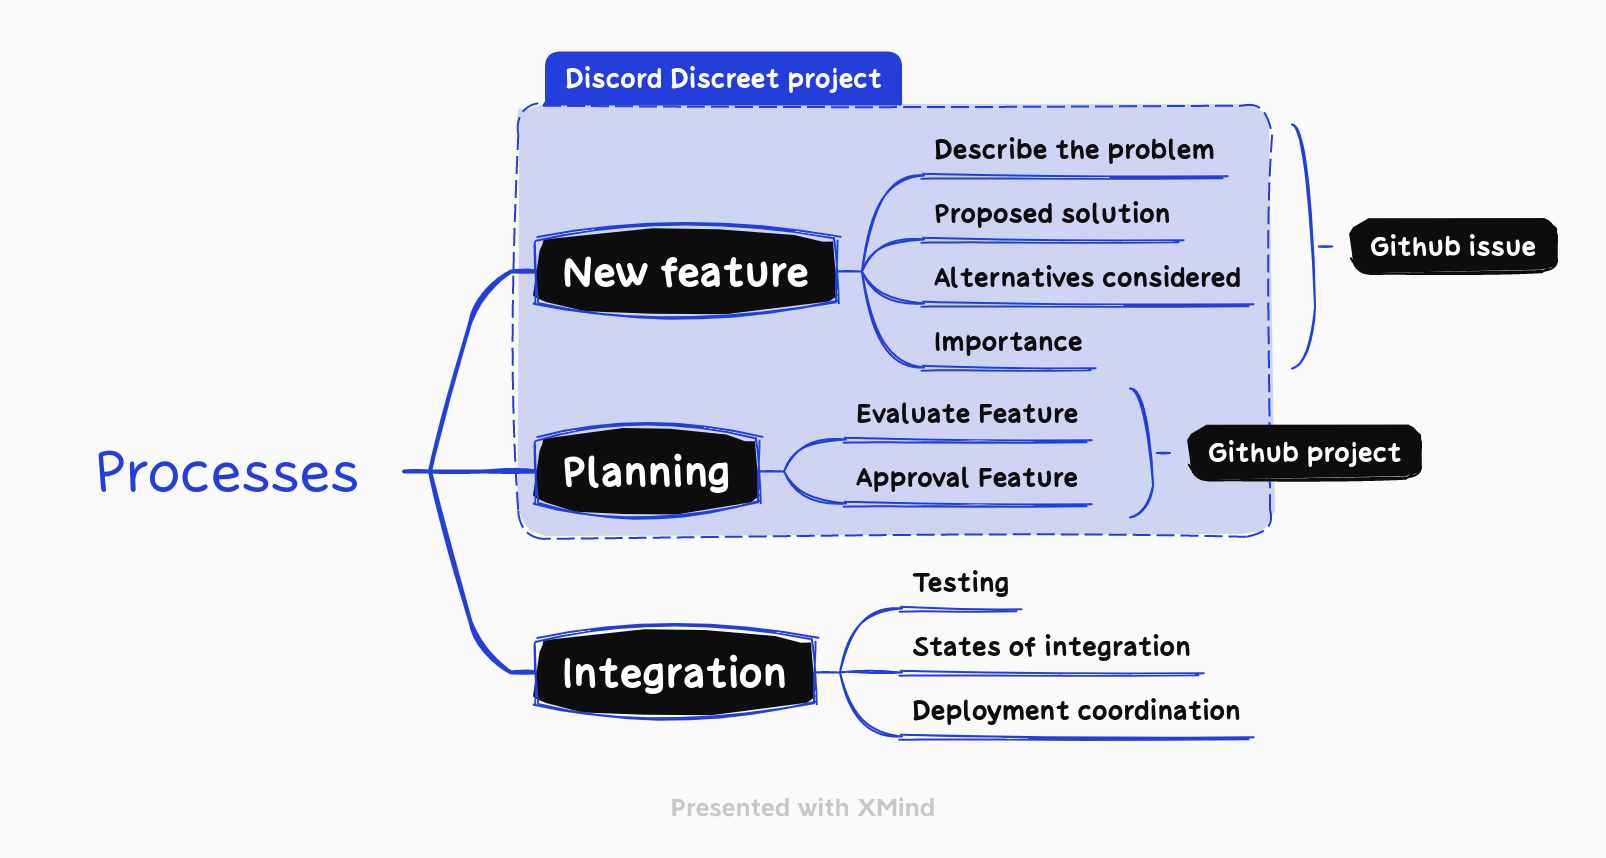 Discord Discreet project
Describe the problem
Proposed solution
New feature
Alternatives considered
Importance
Github issue
Evaluate Feature
Processes
Planning
Approval Feature
Github project
Testing
States of integration
Integration
Deployment coordination
Presented with XMind